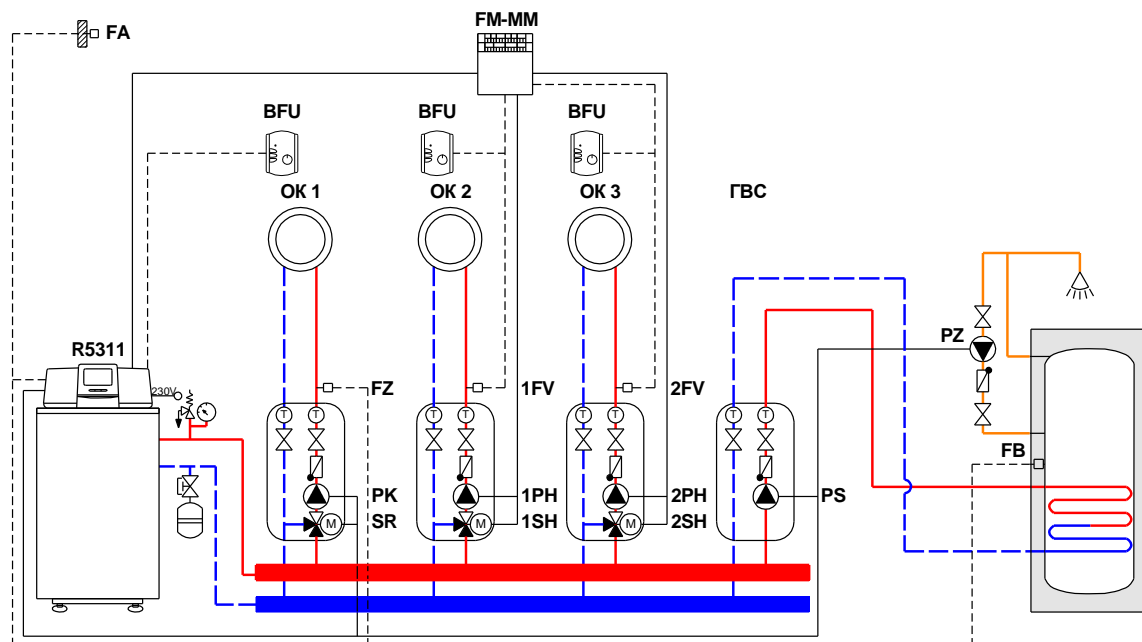 FM-MM
FA
BFU BFU BFU
ОК 1 ОК 2 ОК 3 ГВС
PZ
R5311
230V
FZ 1FV 2FV
T T T T T T T T
FB
PK 1PH 2PH PS
M SR M 1SH M 2SH